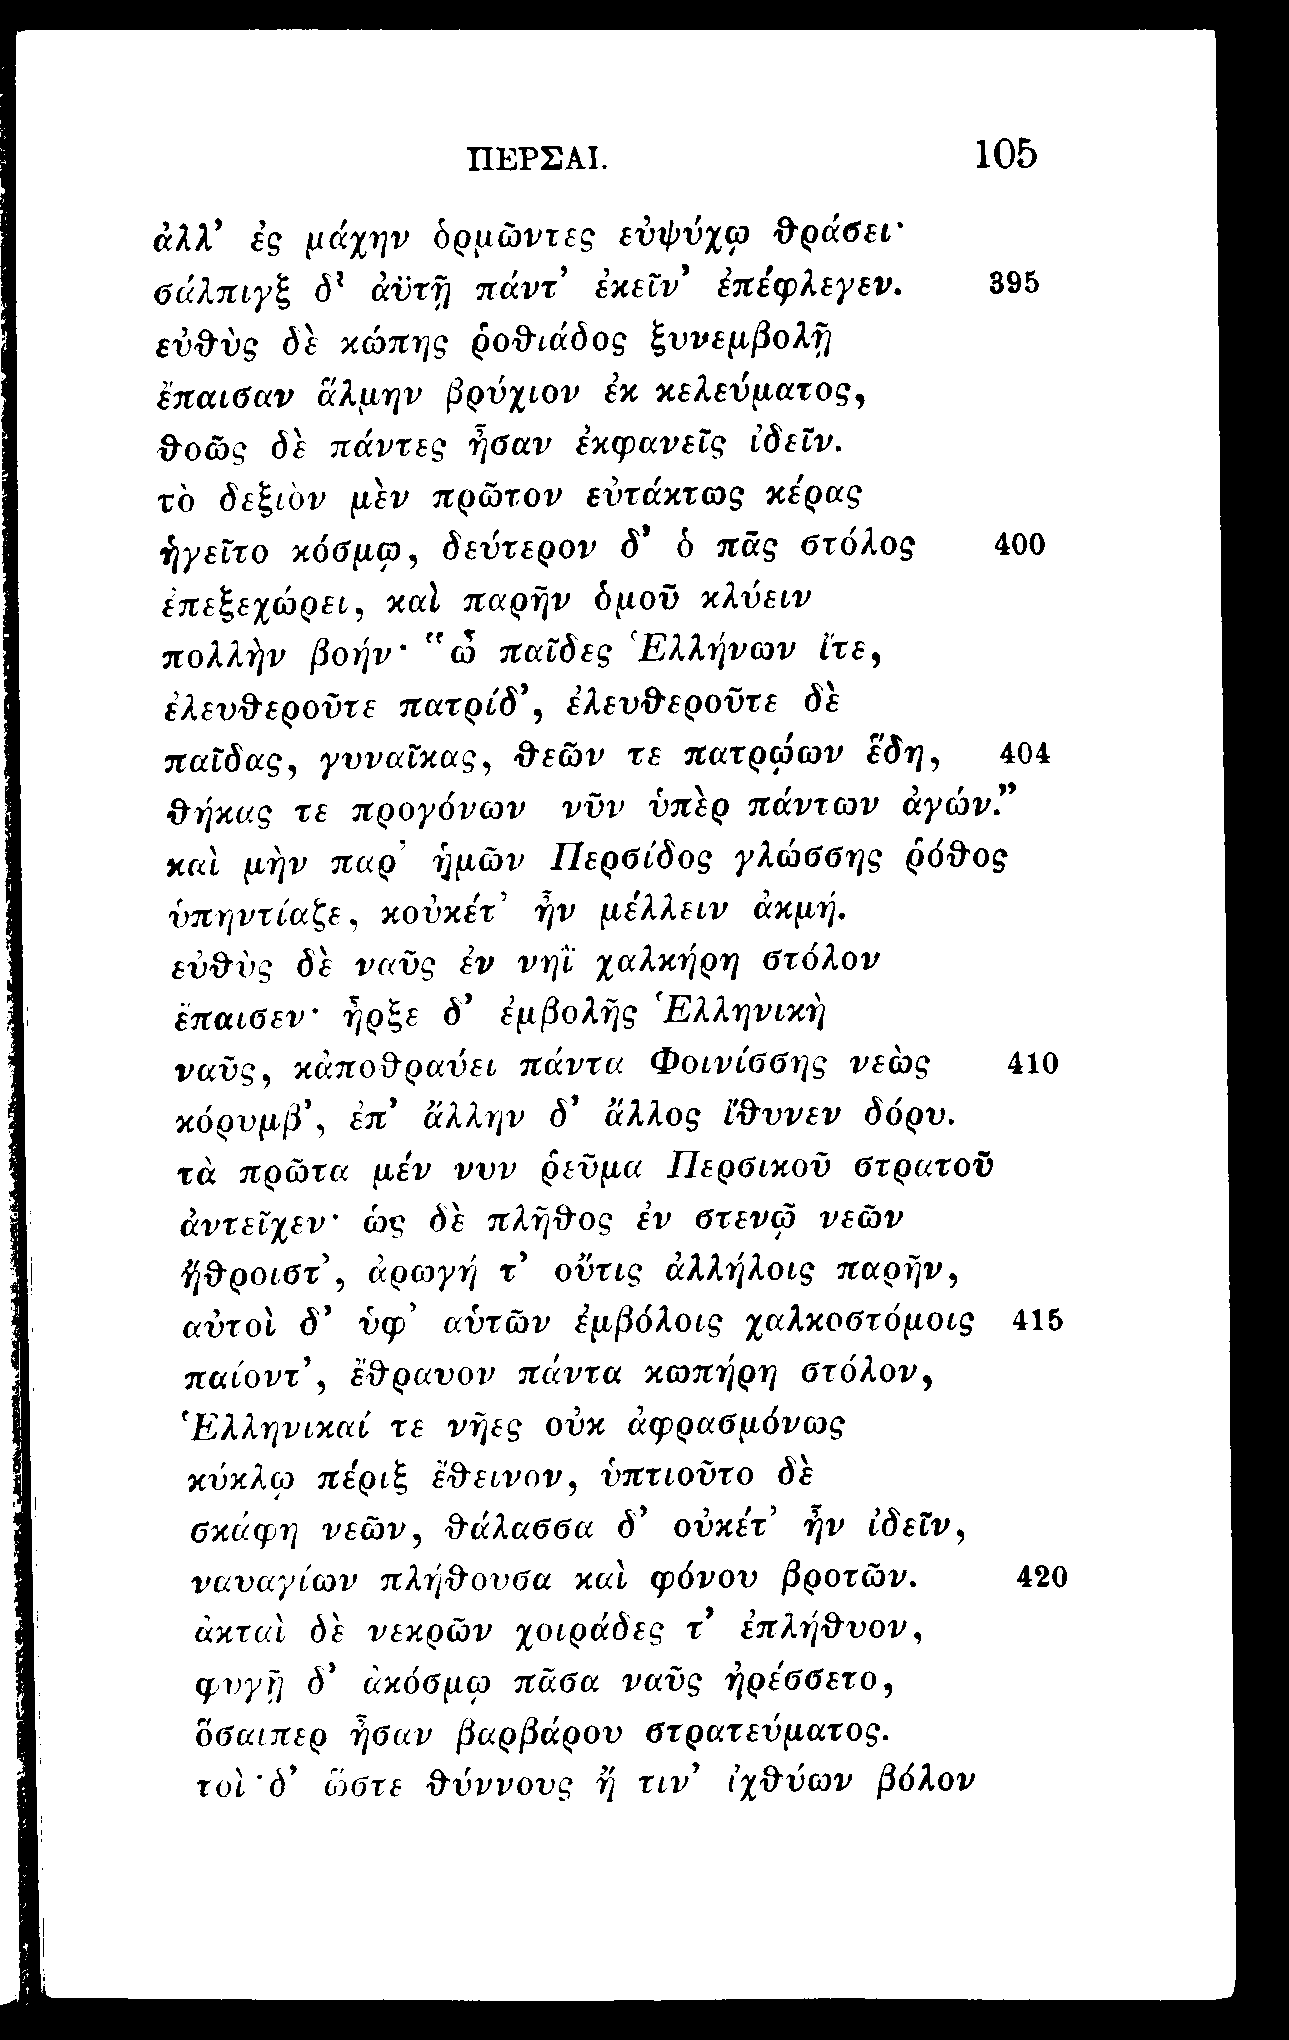 ΠΕΡΣΑΙ. 105
ἀλλ’ ἐς μάχην ὁρμῶντες εὐψύχῳ θράσει·
σάλπιγξ δ’ ἀϋτῇ πάντ’ ἐκεῖν’ ἐπέφλεγεν. 395
εὐθὺς δὲ κώπης ῥοθιάδος ξυνεμβολῇ
ἔπαισαν ἅλμην βρύχιον ἐκ κελεύματος,
θοῶς δὲ πάντες ἦσαν ἐκφανεῖς ἰδεῖν.
τὸ δεξιὸν μὲν πρῶτον εὐτάκτως κέρας
ἡγεῖτο κόσμῳ, δεύτερον δ’ ὁ πᾶς στόλος 400
ἐπεξεχώρει, καὶ παρῆν ὁμοῦ κλύειν
πολλὴν βοήν· “ὦ παῖδες Ἑλλήνων ἴτε,
ἐλευθεροῦτε πατρίδ’, ἐλευθεροῦτε δὲ
παῖδας, γυναῖκας, θεῶν τε πατρῴων ἕδη, 404
θήκας τε προγόνων νῦν ὑπὲρ πάντων ἀγών.”
καὶ μὴν παρ’ ἡμῶν Περσίδος γλώσσης ῥόθος
ὑπηντίαζε, κοὐκέτ’ ἦν μέλλειν ἀκμή.
εὐθὺς δὲ ναῦς ἐν νηῒ χαλκήρη στόλον
ἔπαισεν· ἦρξε δ’ ἐμβολῆς Ἑλληνικὴ
ναῦς, κἀποθραύει πάντα Φοινίσσης νεὼς 410
κόρυμβ’, ἐπ’ ἄλλην δ’ ἄλλος ἴθυνεν δόρυ.
τὰ πρῶτα μέν νυν ῥεῦμα Περσικοῦ στρατοῦ
ἀντεῖχεν· ὡς δὲ πλῆθος ἐν στενῷ νεῶν
ἤθροιστ’, ἀρωγή τ’ οὔτις ἀλλήλοις παρῆν,
αὐτοὶ δ’ ὑφ’ αὑτῶν ἐμβόλοις χαλκοστόμοις 415
παίοντ’, ἔθραυον πάντα κωπήρη στόλον,
Ἑλληνικαί τε νῆες οὐκ ἀφρασμόνως
κύκλῳ πέριξ ἔθεινον, ὑπτιοῦτο δὲ
σκάφη νεῶν, θάλασσα δ’ οὐκέτ’ ἦν ἰδεῖν,
ναυαγίων πλήθουσα καὶ φόνου βροτῶν. 420
ἀκταὶ δὲ νεκρῶν χοιράδες τ’ ἐπλήθυον,
φυγῇ δ’ ἀκόσμῳ πᾶσα ναῦς ἠρέσσετο,
ὅσαιπερ ἦσαν βαρβάρου στρατεύματος.
τοὶ δ’ ὥστε θύννους ἤ τιν’ ἰχθύων βόλον